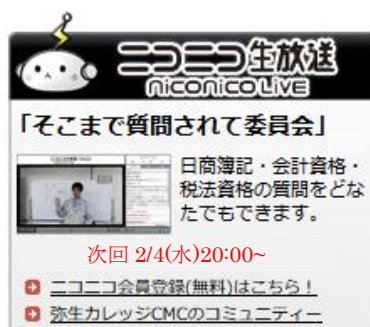 ニコニコ生放送
niconico LIVE
「そこまで質問されて委員会」
日商簿記・会計資格・
税法資格の質問をどな
たでもできます。
次回 2/4(水)20:00~
ニコニコ会員登録(無料)はこちら!
弥生カレッジCMCのコミュニティー